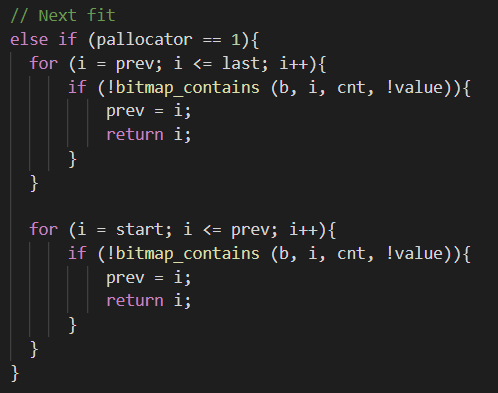 // Next fit
else if (pallocator == 1){
for (i = prev; i <= last; i++){
if (!bitmap_contains (b, i, cnt, !value)){
prev = i;
return i;
}
}
for (i = start; i <= prev; i++){
if (!bitmap_contains (b, i, cnt, !value)){
prev = i;
return i;
}
}
}